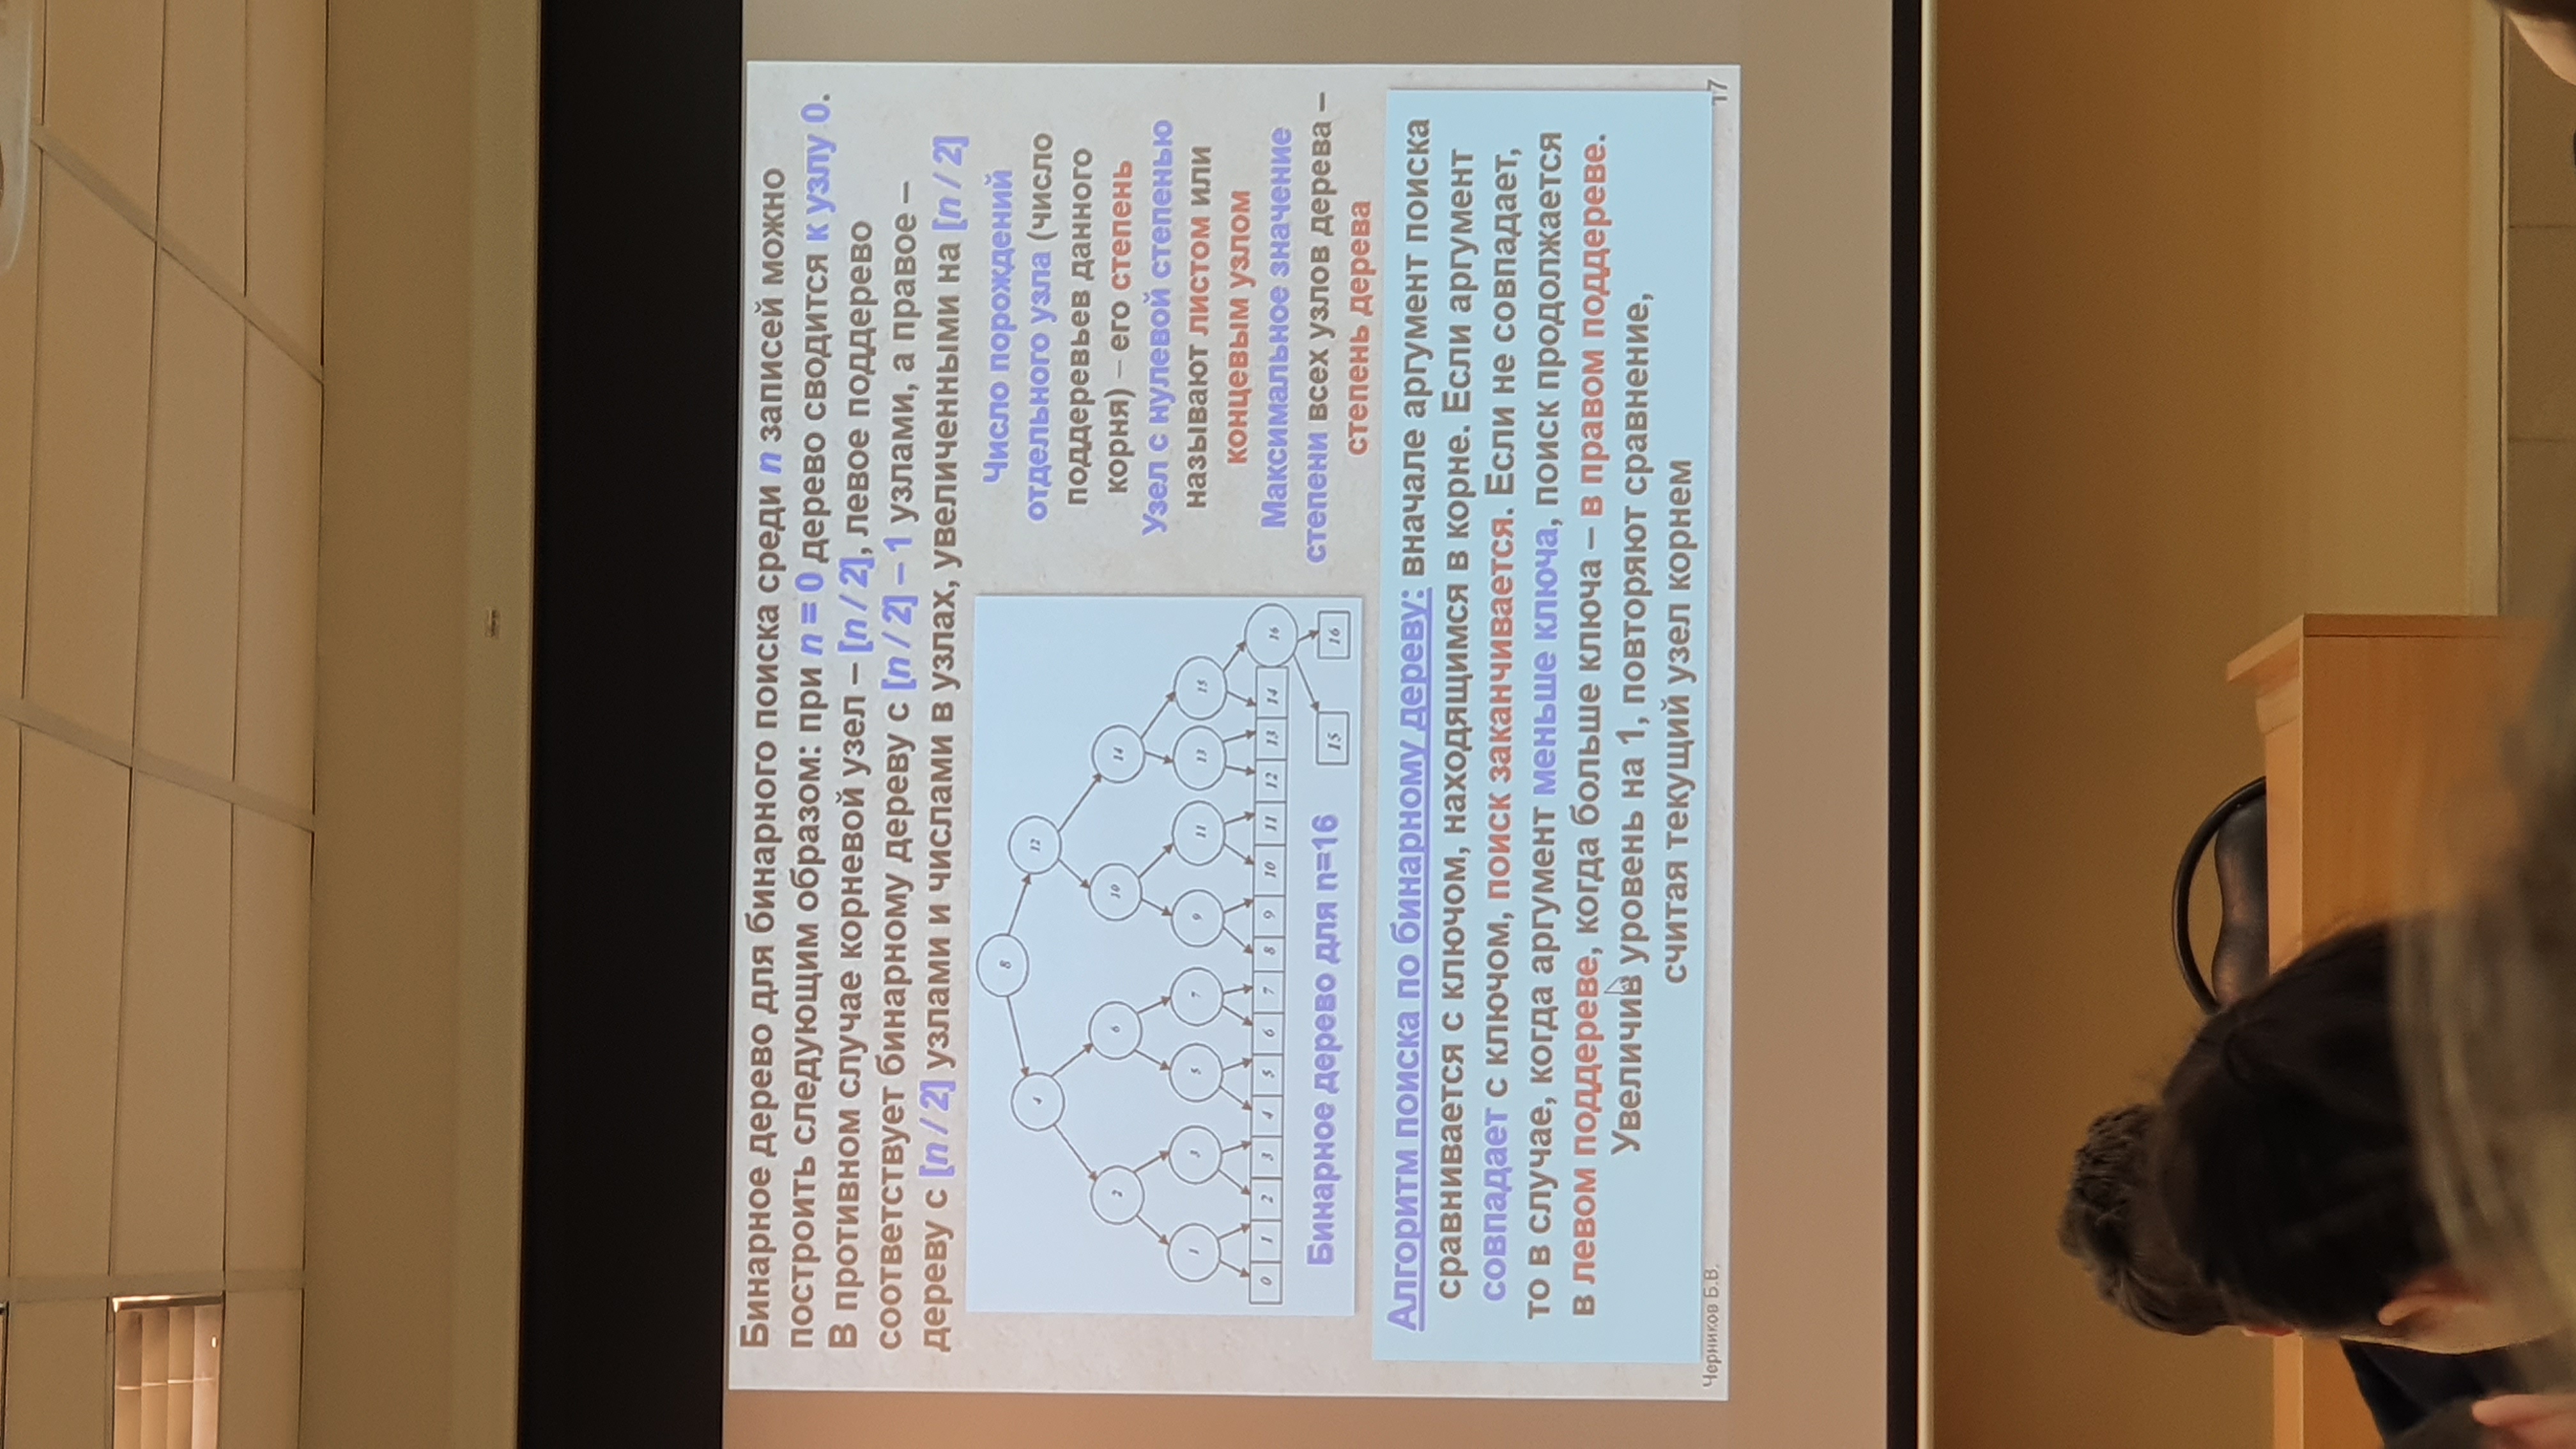 Бинарное дерево для бинарного поиска среди n записей можно
построить следующим образом: при n = 0 дерево сводится к узлу 0.
В противном случае корневой узел – [n / 2], левое поддерево
соответствует бинарному дереву с [n / 2] – 1 узлами, а правое –
дереву с [n / 2] узлами и числами в узлах, увеличенными на [n / 2]
8
4 12
2 6 10 14
1 3 5 7 9 11 13 15
0 1 2 3 4 5 6 7 8 9 10 11 12 13 14 16
15 16
Бинарное дерево для n=16
Число порождений
отдельного узла (число
поддеревьев данного
корня) – его степень
Узел с нулевой степенью
называют листом или
концевым узлом
Максимальное значение
степени всех узлов дерева –
степень дерева
Алгоритм поиска по бинарному дереву: вначале аргумент поиска
сравнивается с ключом, находящимся в корне. Если аргумент
совпадает с ключом, поиск заканчивается. Если не совпадает,
то в случае, когда аргумент меньше ключа, поиск продолжается
в левом поддереве, когда больше ключа – в правом поддереве.
Увеличив уровень на 1, повторяют сравнение,
считая текущий узел корнем
Черников Б.В.
17